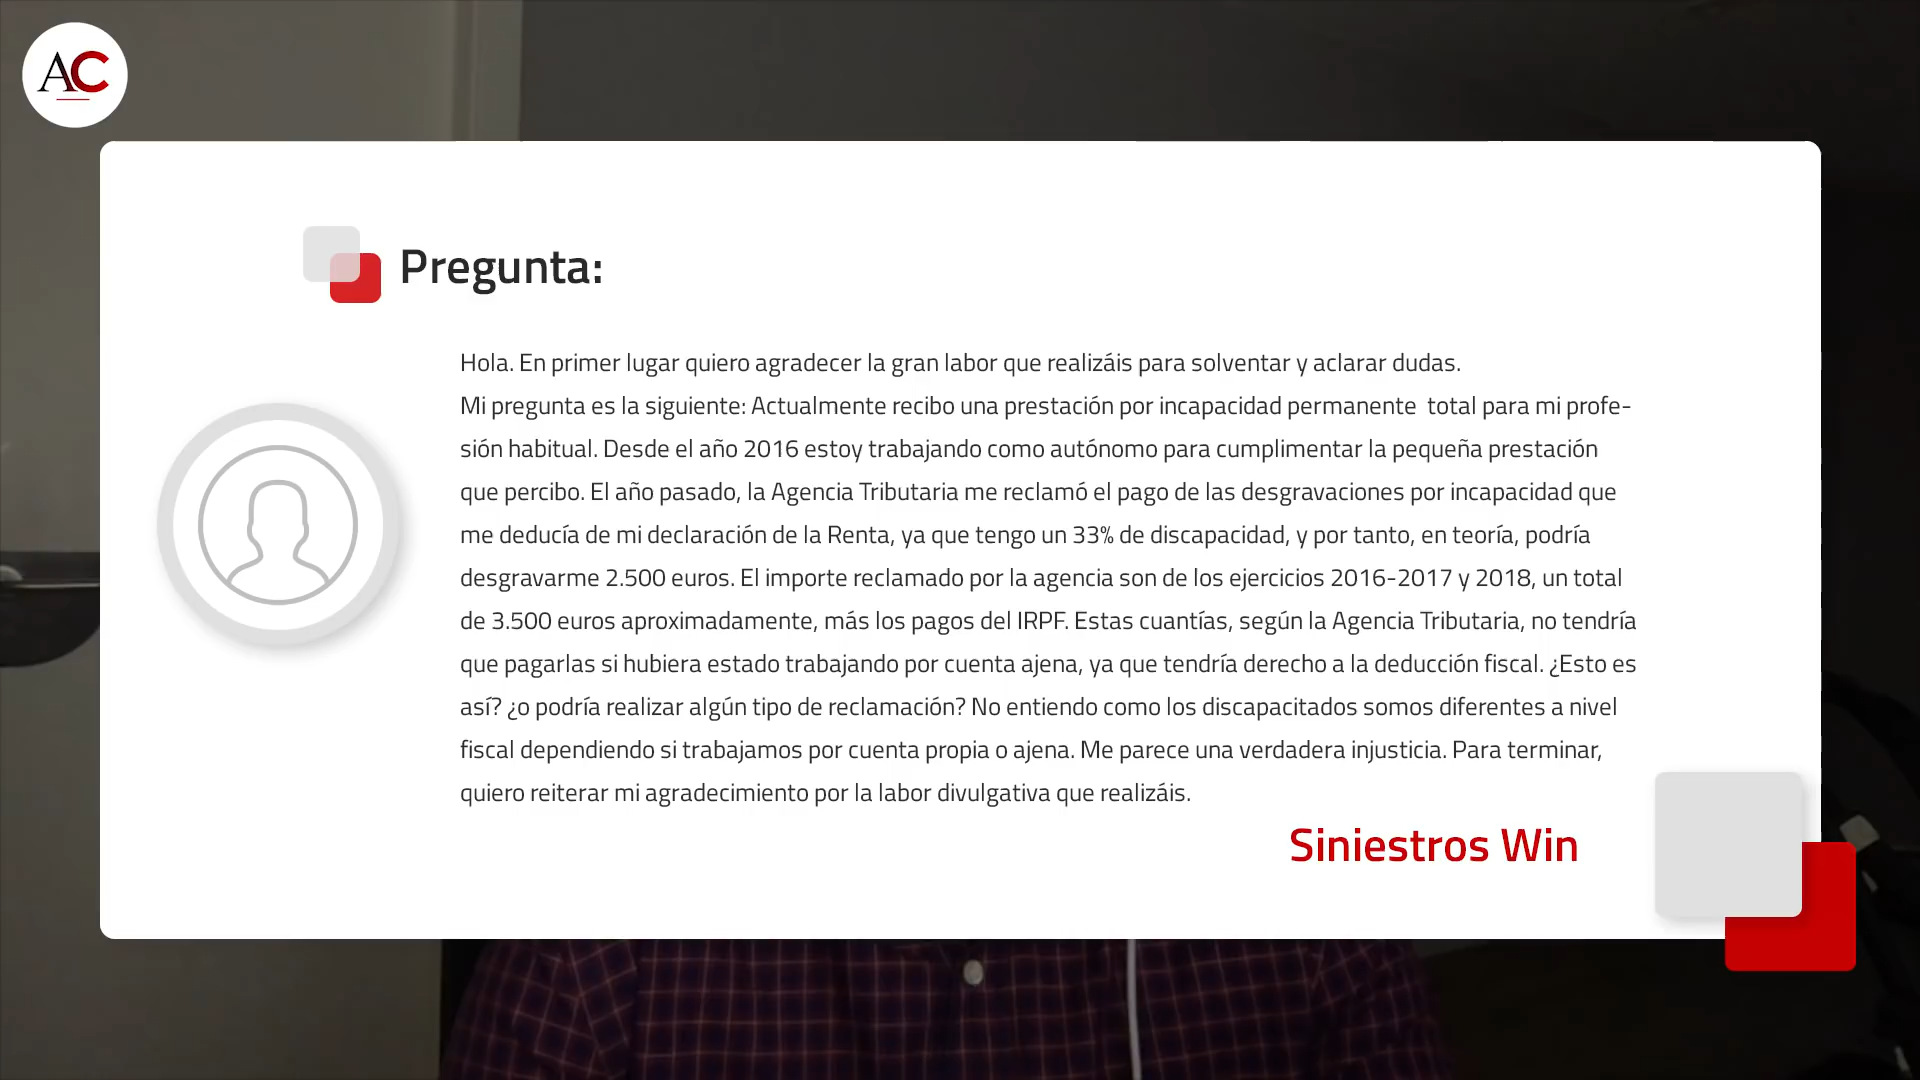 AC
Pregunta:
Hola. En primer lugar quiero agradecer la gran labor que realizáis para solventar y aclarar dudas.
Mi pregunta es la siguiente: Actualmente recibo una prestación por incapacidad permanente total para mi profe-
sión habitual. Desde el año 2016 estoy trabajando como autónomo para cumplimentar la pequeña prestación
que percibo. El año pasado, la Agencia Tributaria me reclamó el pago de las desgravaciones por incapacidad que
me deducía de mi declaración de la Renta, ya que tengo un 33% de discapacidad, y por tanto, en teoría, podría
desgravarme 2.500 euros. El importe reclamado por la agencia son de los ejercicios 2016-2017 y 2018, un total
de 3.500 euros aproximadamente, más los pagos del IRPF. Estas cuantías, según la Agencia Tributaria, no tendría
que pagarlas si hubiera estado trabajando por cuenta ajena, ya que tendría derecho a la deducción fiscal. ¿Esto es
así? ¿o podría realizar algún tipo de reclamación? No entiendo como los discapacitados somos diferentes a nivel
fiscal dependiendo si trabajamos por cuenta propia o ajena. Me parece una verdadera injusticia. Para terminar,
quiero reiterar mi agradecimiento por la labor divulgativa que realizáis.
Siniestros Win